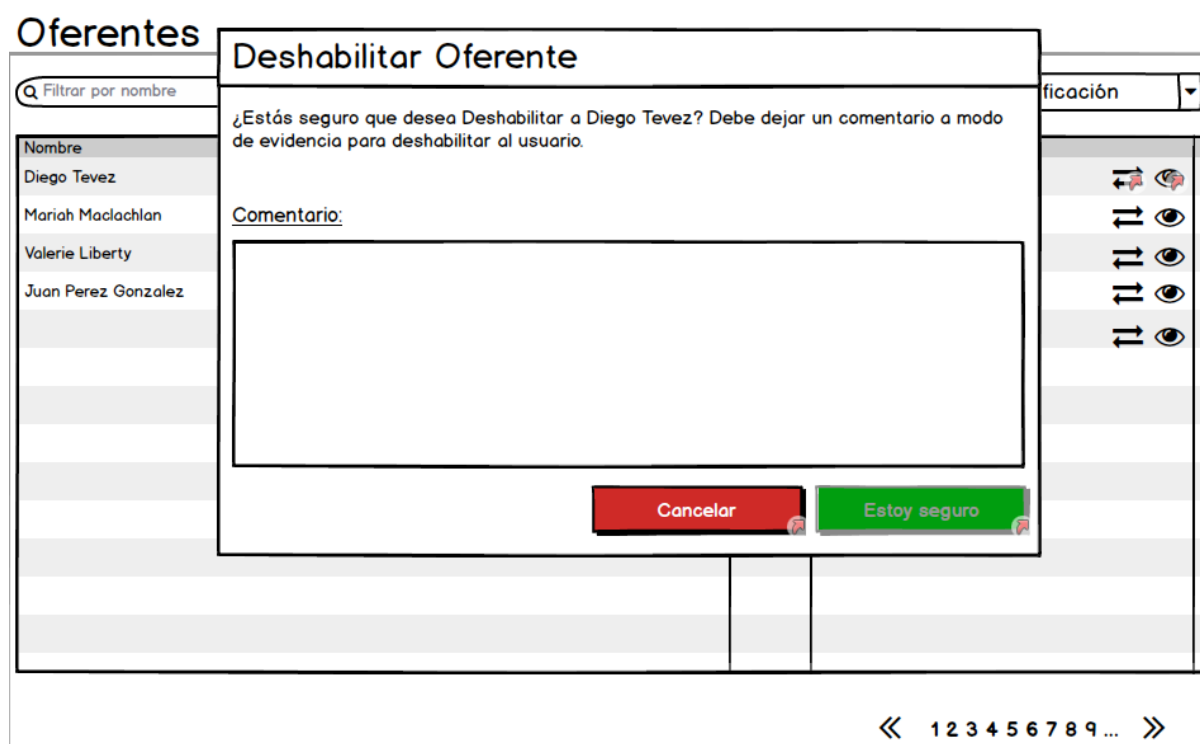 Oferentes
Deshabilitar Oferente
Filtrar por nombre
ficación
¿Estás seguro que desea Deshabilitar a Diego Tevez? Debe dejar un comentario a modo
de evidencia para deshabilitar al usuario.
Nombre
Diego Tevez
Mariah Maclachlan
Valerie Liberty
Juan Perez Gonzalez
Comentario:
Cancelar
Estoy seguro
1 2 3 4 5 6 7 8 9 ...